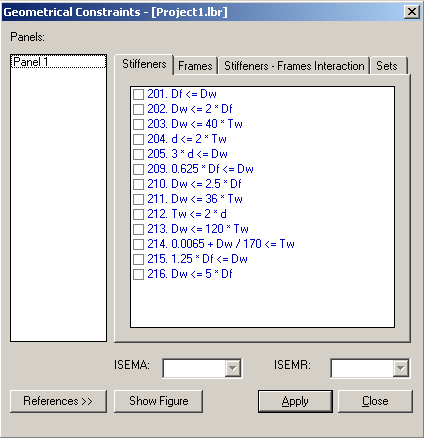 Geometrical Constraints - [Project1.lbr]
Panels:
Panel 1
Stiffeners Frames Stiffeners - Frames Interaction Sets
201. Df <= Dw
202. Dw <= 2 * Df
203. Dw <= 40 * Tw
204. d <= 2 * Tw
205. 3 * d <= Dw
209. 0.625 * Df <= Dw
210. Dw <= 2.5 * Df
211. Dw <= 36 * Tw
212. Tw <= 2 * d
213. Dw <= 120 * Tw
214. 0.0065 + Dw / 170 <= Tw
215. 1.25 * Df <= Dw
216. Dw <= 5 * Df
ISEMA: ISEMR:
References >> Show Figure Apply Close